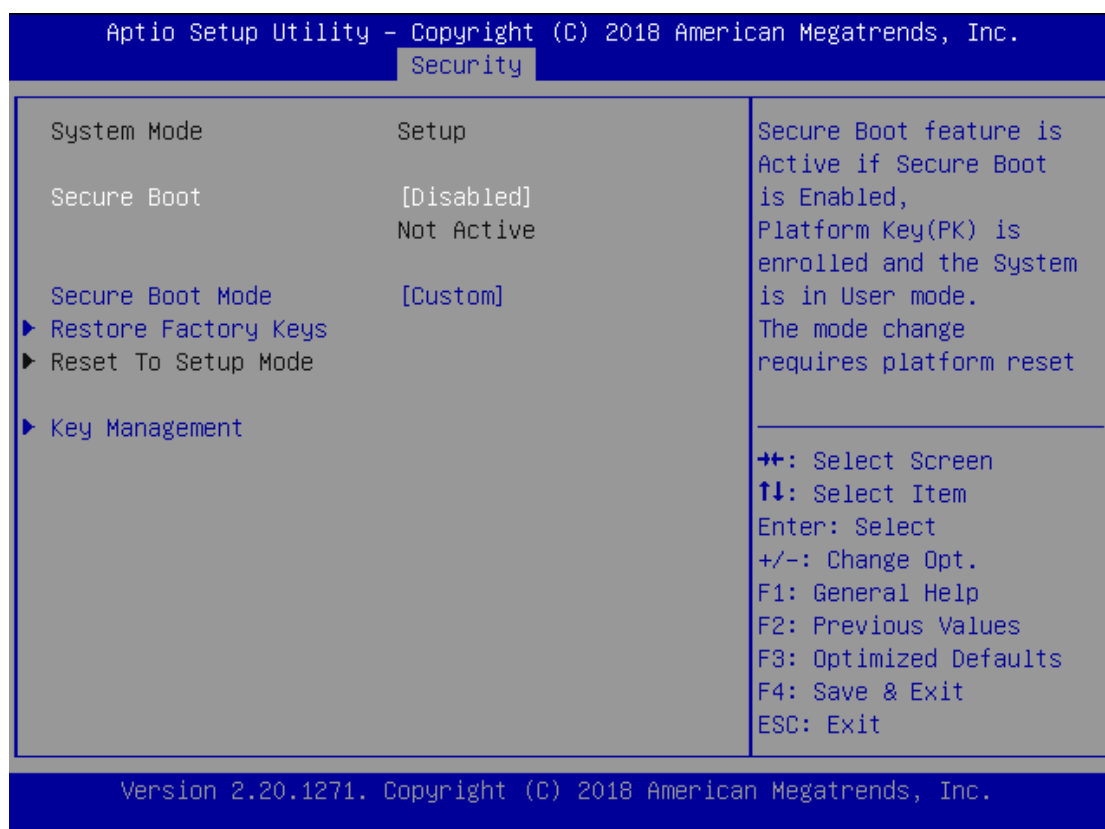 Aptio Setup Utility – Copyright (C) 2018 American Megatrends, Inc.
Security
System Mode Setup
Secure Boot [Disabled]
Not Active
Secure Boot Mode [Custom]
▶ Restore Factory Keys
▶ Reset To Setup Mode
▶ Key Management
Secure Boot feature is
Active if Secure Boot
is Enabled,
Platform Key(PK) is
enrolled and the System
is in User mode.
The mode change
requires platform reset
→←: Select Screen
↑↓: Select Item
Enter: Select
+/-: Change Opt.
F1: General Help
F2: Previous Values
F3: Optimized Defaults
F4: Save & Exit
ESC: Exit
Version 2.20.1271. Copyright (C) 2018 American Megatrends, Inc.